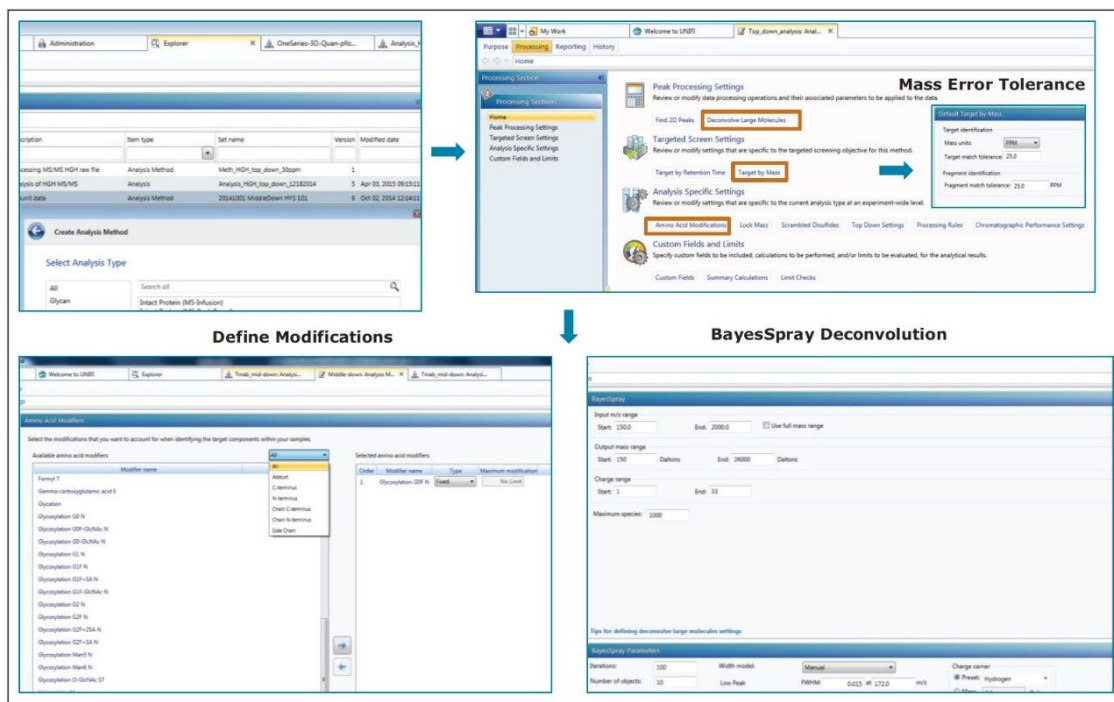 Administration
Explorer
OneSeries-3D-Quan-pfiz...
Analysis_H
cription Item type Set name Version Modified date
cessing MS/MS HGH raw file Analysis Method Meth_HGH_top_down_30ppm 1
alysis of HGH MS/MS Analysis Analysis_HGH_top_down_12182014 5 Apr 03, 2015 09:15:11
unit data Analysis Method 20141001 MiddleDown HYS 101 6 Oct 02, 2014 12:14:11
Create Analysis Method
Select Analysis Type
All
Search all
Glycan
Intact Protein (MS-Infusion)
My Work
Welcome to UNIFI
Top_down_analysis: Anal...
Purpose Processing Reporting History
Home
Processing Section
Processing Sections
Home
Peak Processing Settings
Targeted Screen Settings
Analysis Specific Settings
Custom Fields and Limits
Peak Processing Settings
Review or modify data processing operations and their associated parameters to be applied to the data.
Find 2D Peaks Deconvolve Large Molecules
Targeted Screen Settings
Review or modify settings that are specific to the targeted screening objective for this method.
Target by Retention Time Target by Mass
Analysis Specific Settings
Review or modify settings that are specific to the current analysis type at an experiment-wide level.
Amino Acid Modifications Lock Mass Scrambled Disulfides Top Down Settings Processing Rules Chromatographic Performance Settings
Custom Fields and Limits
Specify custom fields to be included, calculations to be performed, and/or limits to be evaluated, for the analytical results.
Custom Fields Summary Calculations Limit Checks
Mass Error Tolerance
Default Target by Mass
Target identification
Mass units: PPM
Target match tolerance: 25.0
Fragment identification
Fragment match tolerance: 25.0 PPM
Define Modifications
Welcome to UNIFI
Explorer
Tmab_mid-down: Analysi...
Middle-down: Analysis M...
Tmab_mid-down: Analysi...
Amino Acid Modifiers
Select the modifications that you want to account for when identifying the target components within your samples.
Available amino acid modifiers
All
Modifier name
All
Adduct
C-terminus
N-terminus
Chain C-terminus
Chain N-terminus
Side Chain
Formyl T
Gamma-carboxyglutamic acid E
Glycation
Glycosylation G0 N
Glycosylation G0F-GlcNAc N
Glycosylation G0-GlcNAc N
Glycosylation G1 N
Glycosylation G1F N
Glycosylation G1F+SA N
Glycosylation G1F-GlcNAc N
Glycosylation G2 N
Glycosylation G2F N
Glycosylation G2F+2SA N
Glycosylation G2F+SA N
Glycosylation Man5 N
Glycosylation Man6 N
Glycosylation O-GlcNAc ST
Selected amino acid modifiers
Order Modifier name Type Maximum modification
1 Glycosylation G0F N Fixed No Limit
BayesSpray Deconvolution
BayesSpray
Input m/z range
Start: 150.0 End: 2000.0 Use full mass range
Output mass range
Start: 150 Daltons End: 26000 Daltons
Charge range
Start: 1 End: 33
Maximum species: 1000
Tips for defining deconvolve large molecules settings
BayesSpray Parameters
Iterations: 100 Width model: Manual Charge carrier
Number of objects: 10 Low Peak FWHM: 0.015 at 172.0 m/z Preset: Hydrogen